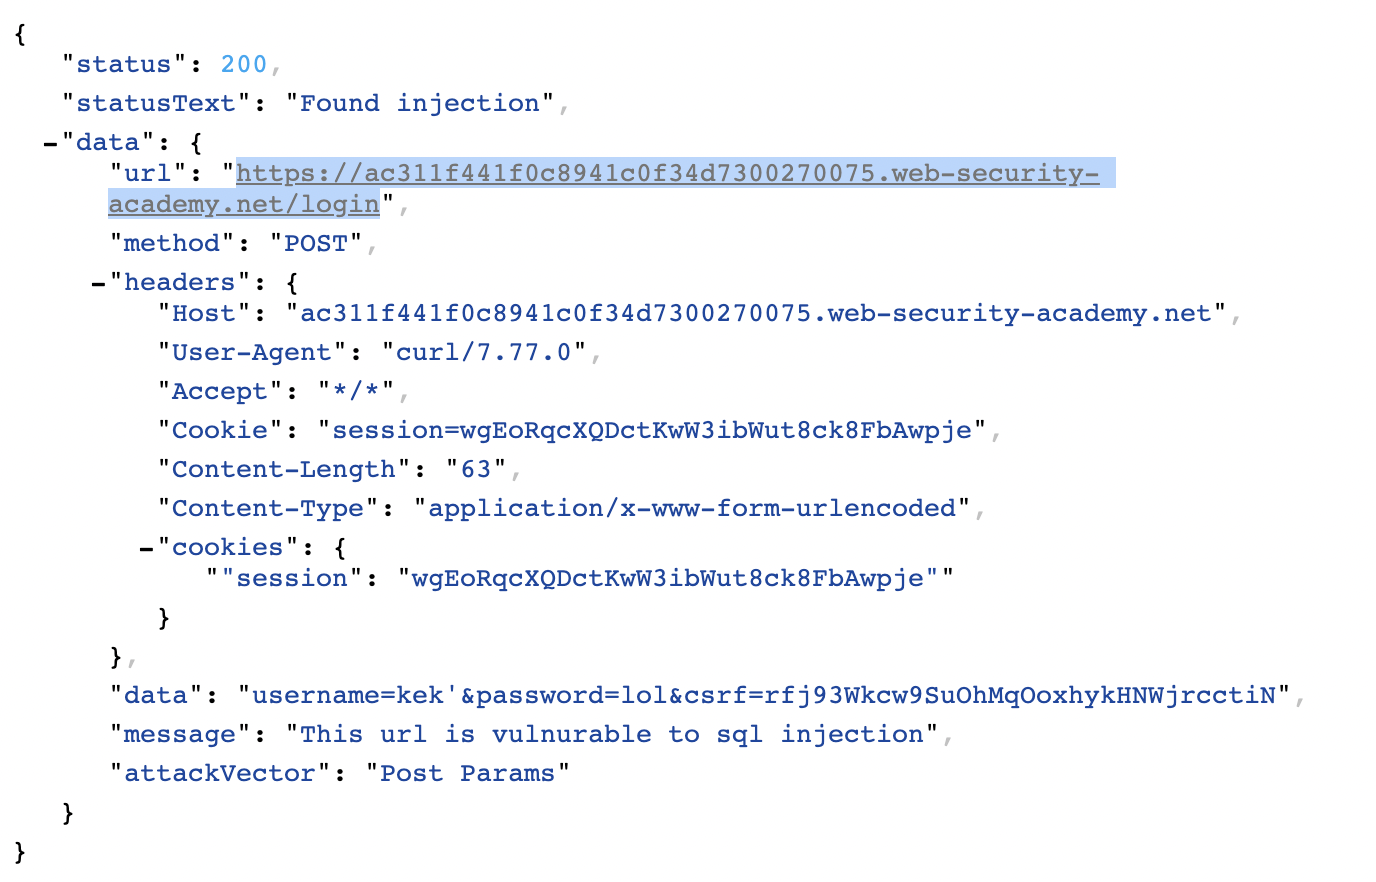 {
"status": 200,
"statusText": "Found injection",
-"data": {
"url": "https://ac311f441f0c8941c0f34d7300270075.web-security-
academy.net/login",
"method": "POST",
-"headers": {
"Host": "ac311f441f0c8941c0f34d7300270075.web-security-academy.net",
"User-Agent": "curl/7.77.0",
"Accept": "*/*",
"Cookie": "session=wgEoRqcXQDctKwW3ibWut8ck8FbAwpje",
"Content-Length": "63",
"Content-Type": "application/x-www-form-urlencoded",
-"cookies": {
""session": "wgEoRqcXQDctKwW3ibWut8ck8FbAwpje""
}
},
"data": "username=kek'&password=lol&csrf=rfj93Wkcw9SuOhMqOoxhykHNWjrcctiN",
"message": "This url is vulnurable to sql injection",
"attackVector": "Post Params"
}
}